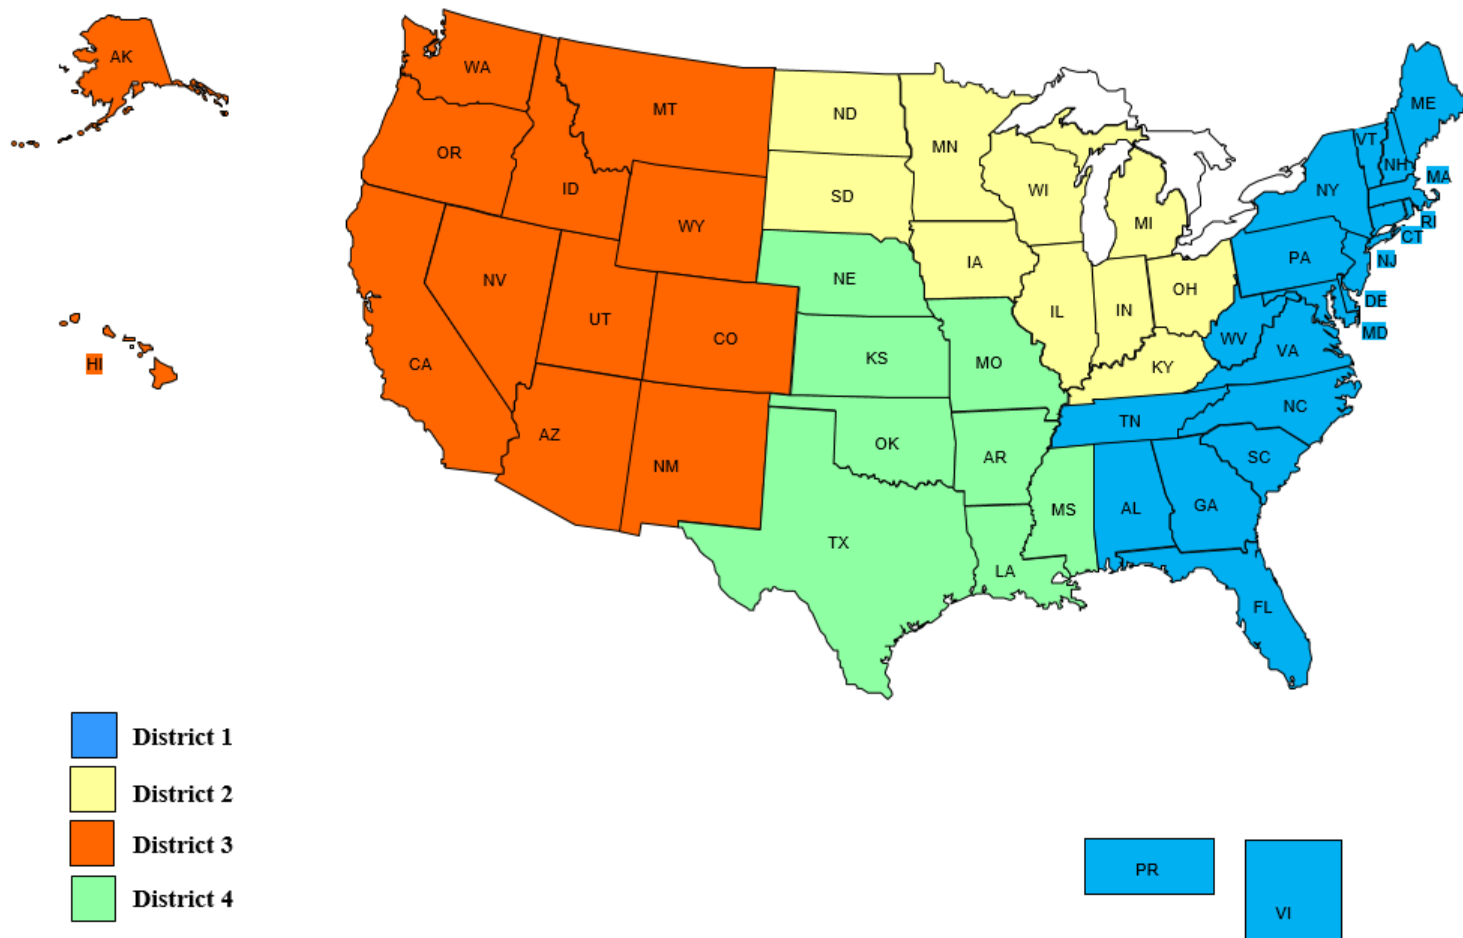 AK
WA
MT
ND
MN
ME
VT
NH
OR
ID
WI
MA
NY
SD
WY
MI
RI
CT
NV
NE
IA
PA
NJ
OH
DE
UT
CO
IL
IN
MD
WV
VA
HI
CA
KS
MO
KY
NC
TN
AZ
OK
AR
SC
NM
MS
AL
GA
TX
LA
FL
District 1
District 2
District 3
District 4
PR
VI